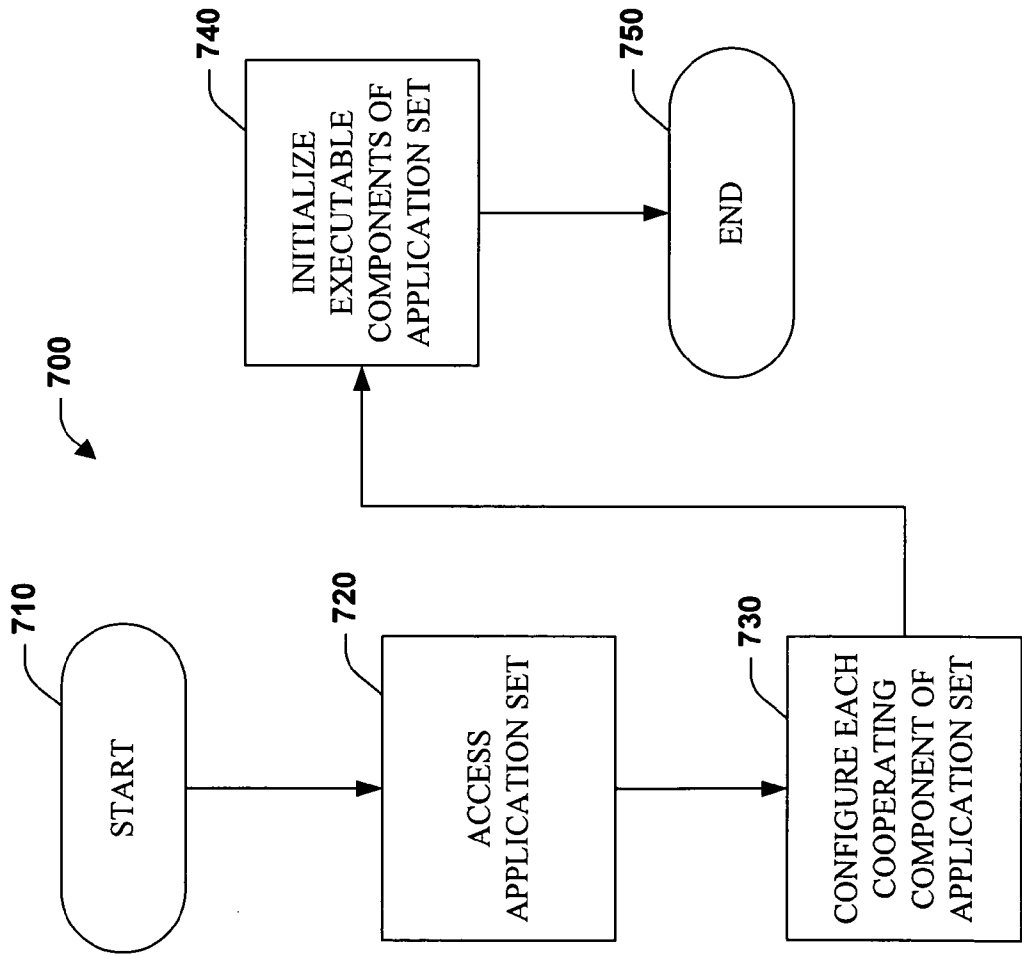 700
710
START
720
ACCESS
APPLICATION SET
730
CONFIGURE EACH
COOPERATING
COMPONENT OF
APPLICATION SET
740
INITIALIZE
EXECUTABLE
COMPONENTS OF
APPLICATION SET
750
END